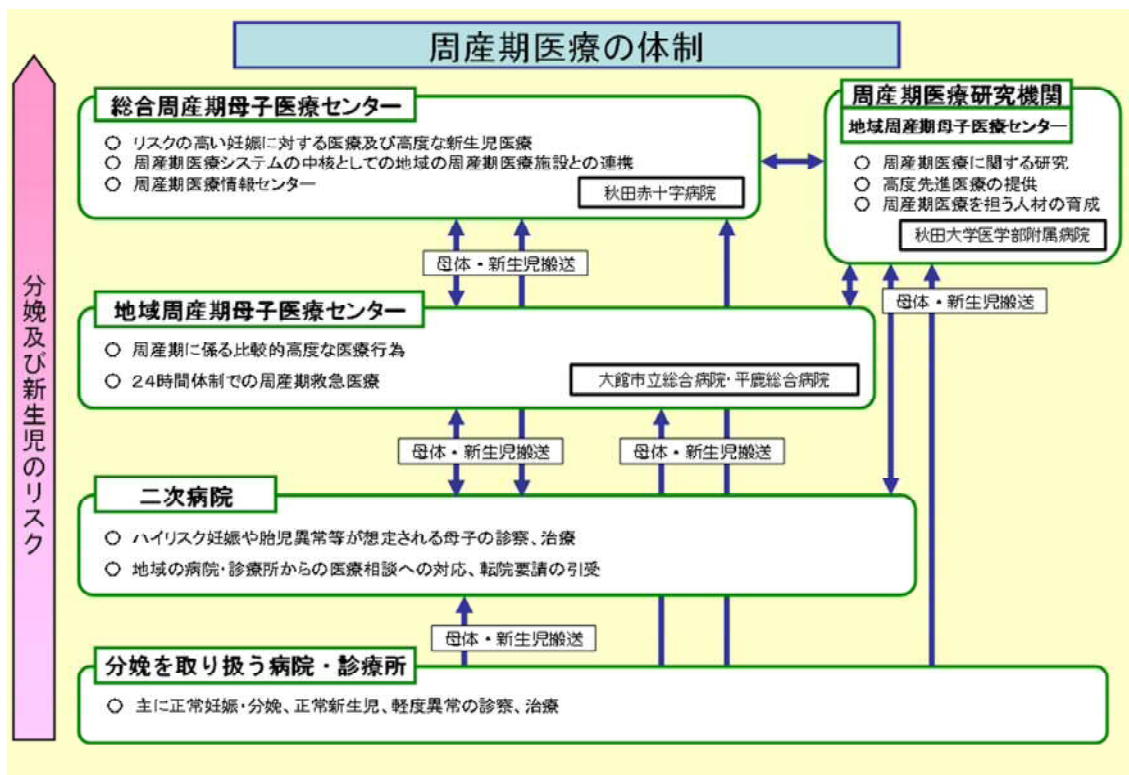 周産期医療の体制
総合周産期母子医療センター
○ リスクの高い妊娠に対する医療及び高度な新生児医療
○ 周産期医療システムの中核としての地域の周産期医療施設との連携
○ 周産期医療情報センター
秋田赤十字病院
周産期医療研究機関
地域周産期母子医療センター
○ 周産期医療に関する研究
○ 高度先進医療の提供
○ 周産期医療を担う人材の育成
秋田大学医学部附属病院
母体・新生児搬送
母体・新生児搬送
地域周産期母子医療センター
○ 周産期に係る比較的高度な医療行為
○ 24時間体制での周産期救急医療
大館市立総合病院・平鹿総合病院
母体・新生児搬送
母体・新生児搬送
二次病院
○ ハイリスク妊娠や胎児異常等が想定される母子の診察、治療
○ 地域の病院・診療所からの医療相談への対応、転院要請の引受
母体・新生児搬送
分娩を取り扱う病院・診療所
○ 主に正常妊娠・分娩、正常新生児、軽度異常の診察、治療
分娩及び新生児のリスク